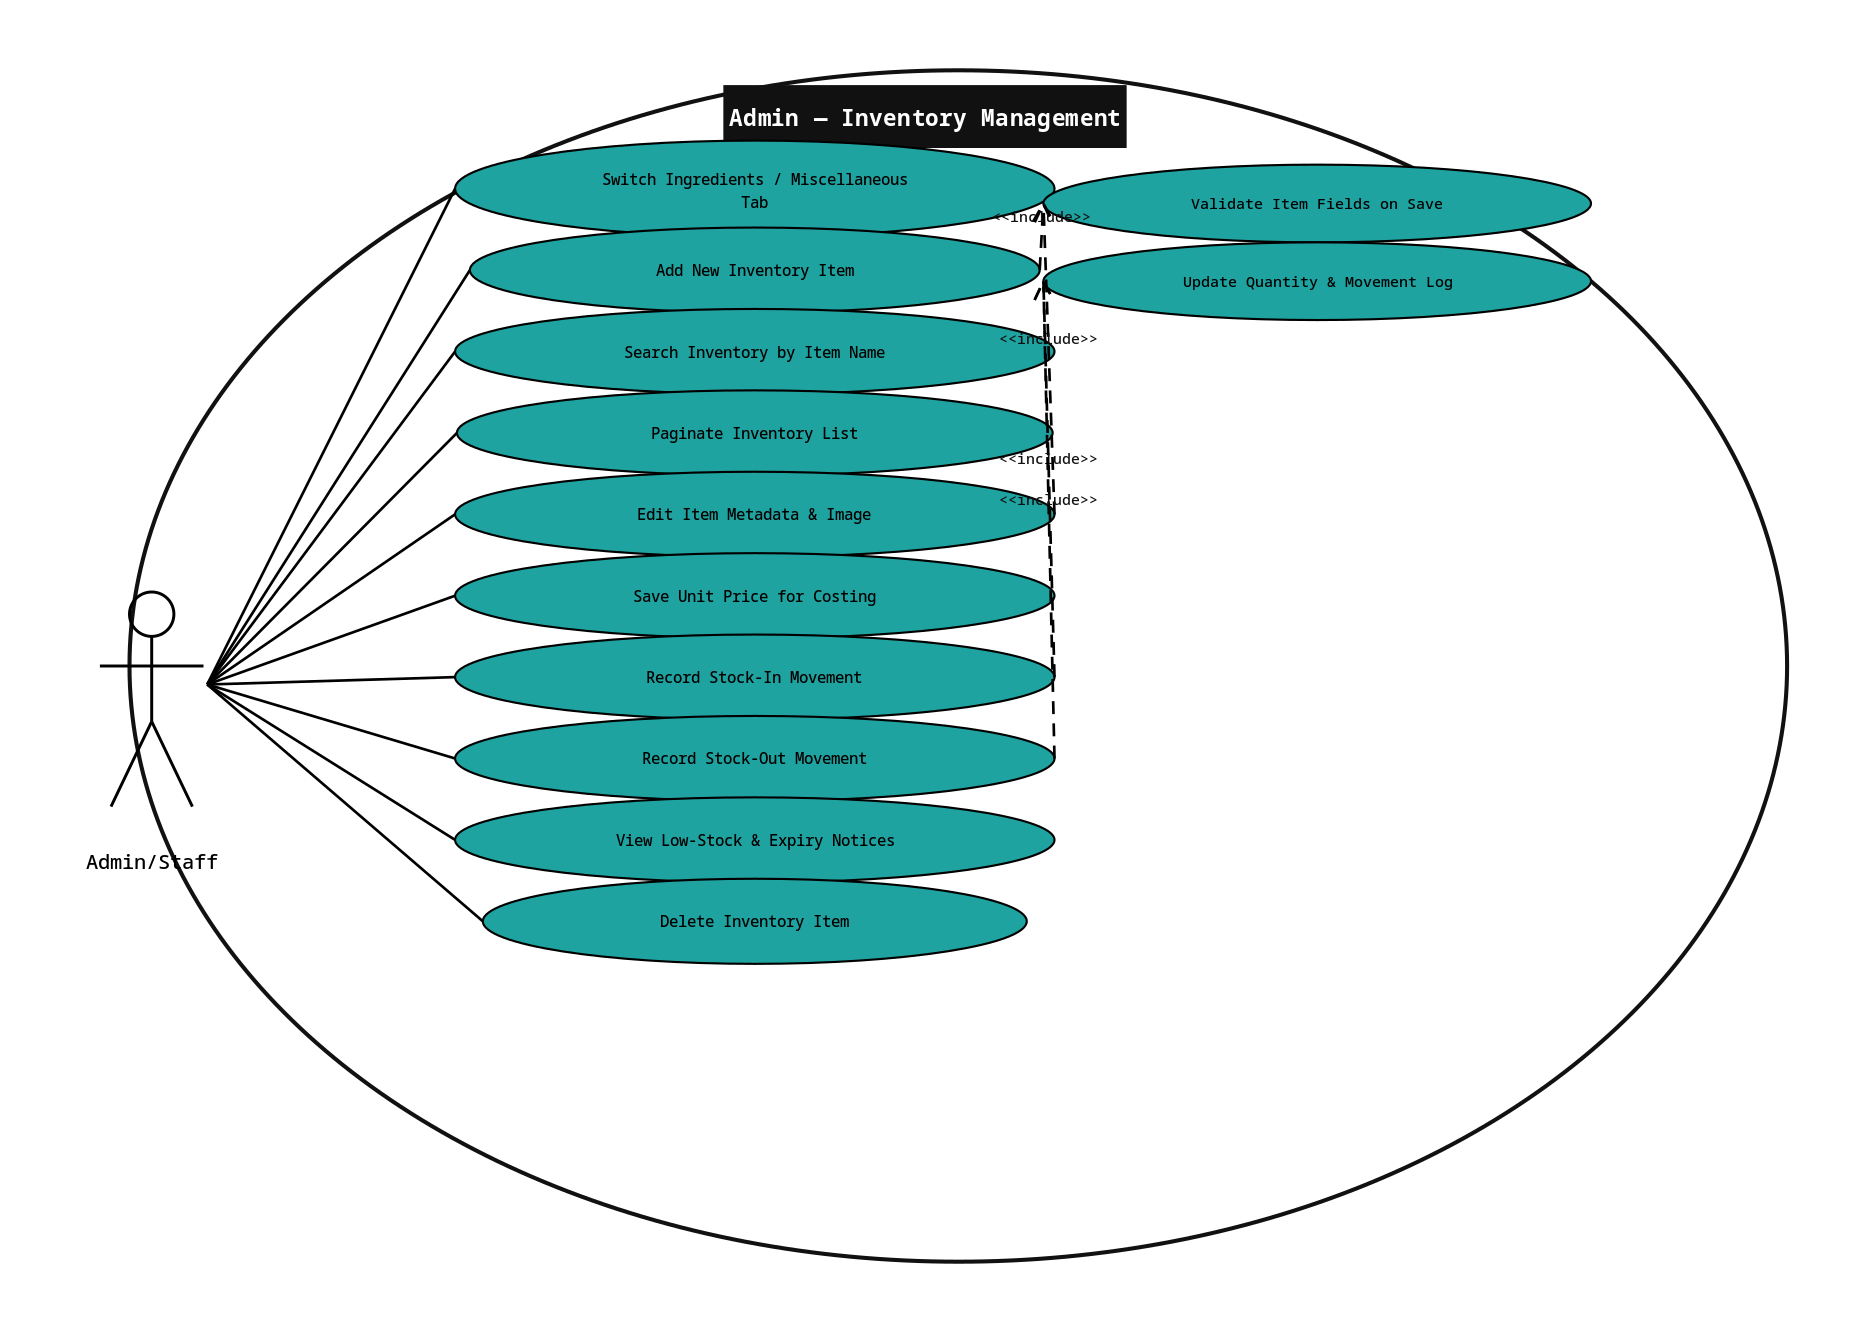 Admin — Inventory Management
Switch Ingredients / Miscellaneous
Tab
Validate Item Fields on Save
<<include>>
Add New Inventory Item
Update Quantity & Movement Log
<<include>>
Search Inventory by Item Name
Paginate Inventory List
<<include>>
<<include>>
Edit Item Metadata & Image
Save Unit Price for Costing
Record Stock-In Movement
Record Stock-Out Movement
View Low-Stock & Expiry Notices
Admin/Staff
Delete Inventory Item